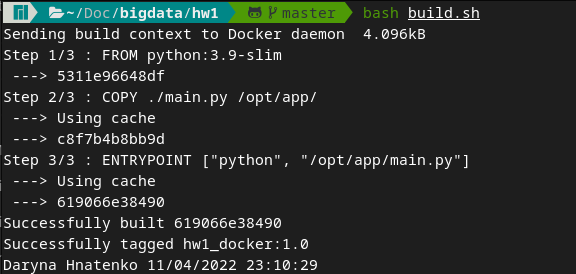 ~/Doc/bigdata/hw1 master bash build.sh
Sending build context to Docker daemon  4.096kB
Step 1/3 : FROM python:3.9-slim
 ---> 5311e96648df
Step 2/3 : COPY ./main.py /opt/app/
 ---> Using cache
 ---> c8f7b4b8bb9d
Step 3/3 : ENTRYPOINT ["python", "/opt/app/main.py"]
 ---> Using cache
 ---> 619066e38490
Successfully built 619066e38490
Successfully tagged hw1_docker:1.0
Daryna Hnatenko 11/04/2022 23:10:29